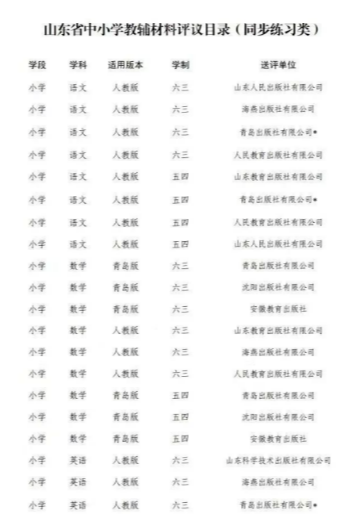 山东省中小学教辅材料评议目录（同步练习类）
学段 学科 适用版本 学制 送评单位
小学 语文 人教版 六三 山东人民出版社有限公司
小学 语文 人教版 六三 海燕出版社有限公司
小学 语文 人教版 六三 青岛出版社有限公司*
小学 语文 人教版 六三 人民教育出版社有限公司
小学 语文 人教版 五四 山东教育出版社有限公司
小学 语文 人教版 五四 青岛出版社有限公司*
小学 语文 人教版 五四 人民教育出版社有限公司
小学 语文 人教版 五四 山东人民出版社有限公司
小学 数学 青岛版 六三 青岛出版社有限公司
小学 数学 青岛版 六三 沈阳出版社有限公司
小学 数学 青岛版 六三 安徽教育出版社
小学 数学 人教版 六三 山东教育出版社有限公司
小学 数学 人教版 六三 海燕出版社有限公司
小学 数学 人教版 六三 人民教育出版社有限公司
小学 数学 青岛版 五四 青岛出版社有限公司
小学 数学 青岛版 五四 沈阳出版社有限公司
小学 数学 青岛版 五四 安徽教育出版社
小学 英语 人教版 六三 山东科学技术出版社有限公司
小学 英语 人教版 六三 海燕出版社有限公司
小学 英语 人教版 六三 青岛出版社有限公司*